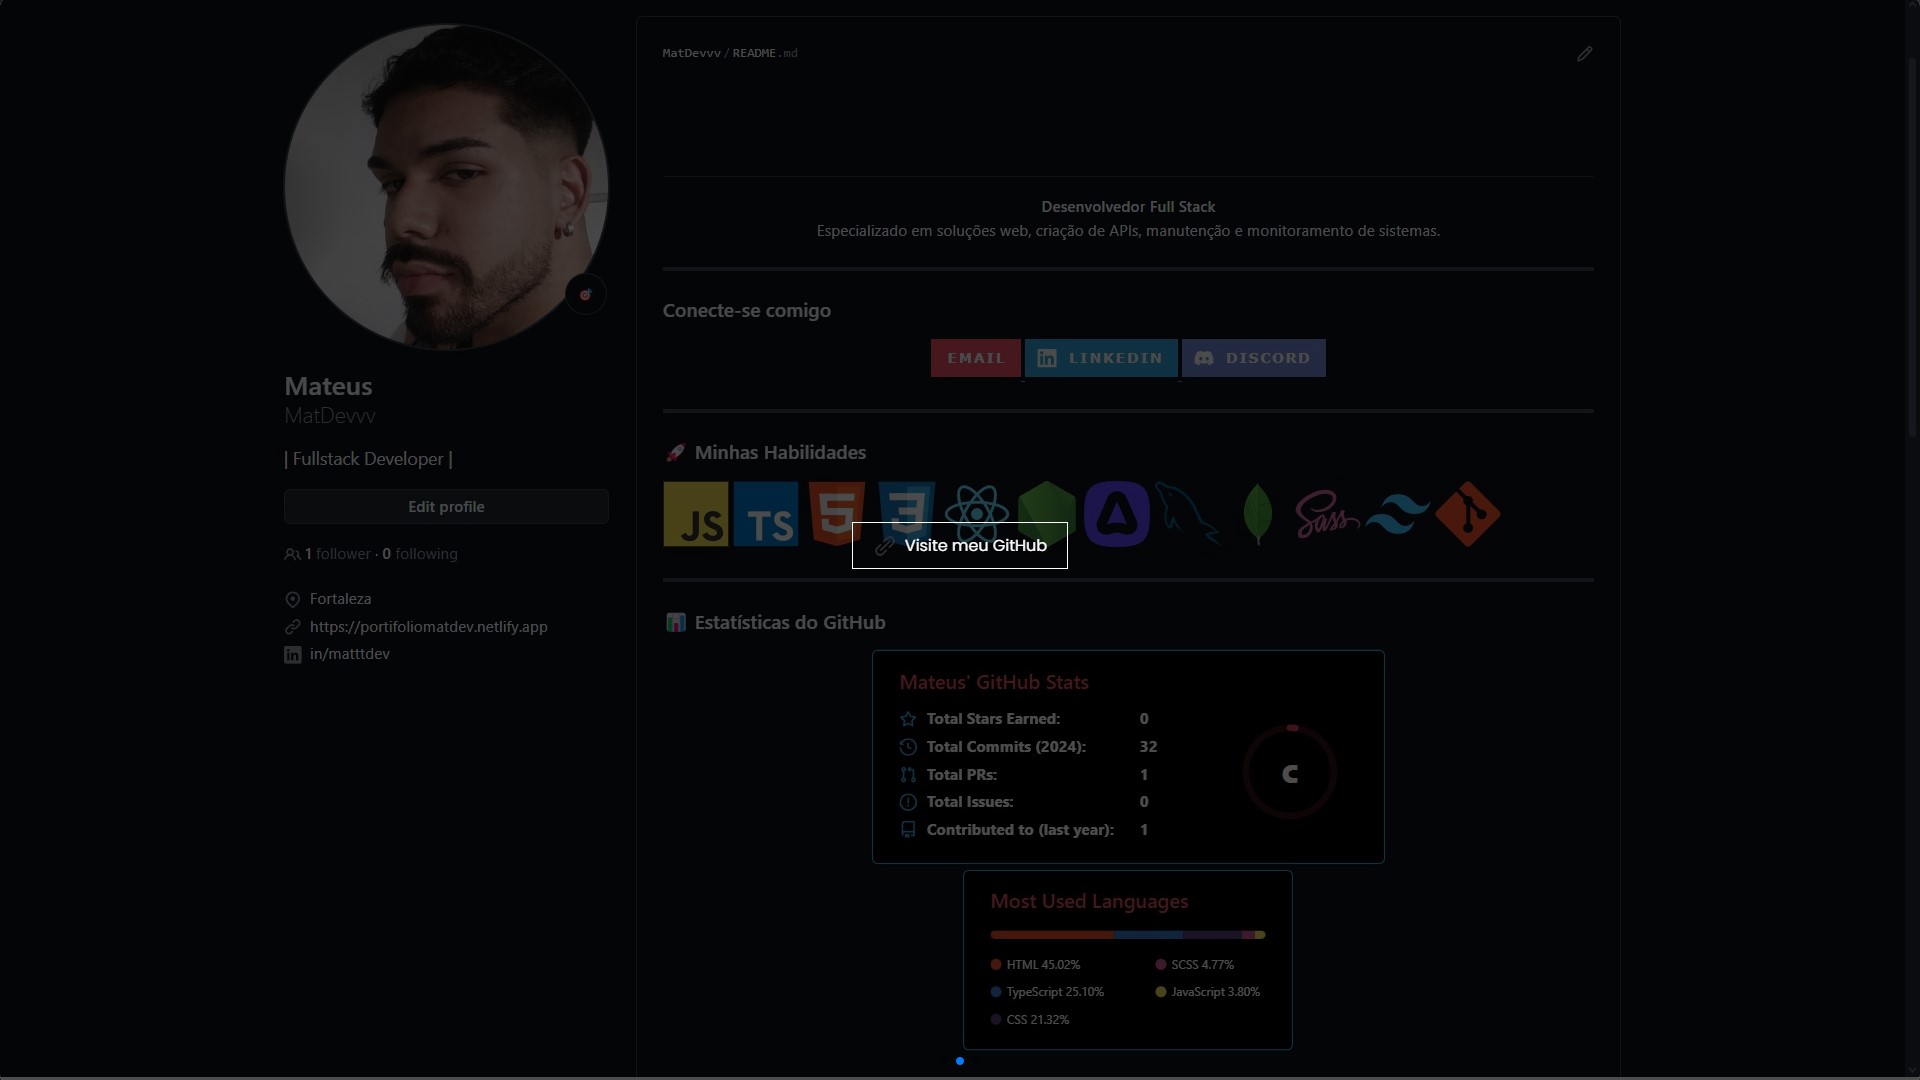 MatDevvv/README.md
Desenvolvedor Full Stack
Especializado em soluções web, criação de APIs, manutenção e monitoramento de sistemas.
Conecte-se comigo
EMAIL
LINKEDIN
DISCORD
Mateus
MatDevvv
| Fullstack Developer |
Edit profile
1 follower · 0 following
Fortaleza
https://portifoliomatdev.netlify.app
in/matttdev
Minhas Habilidades
JS
TS
5
3
Sass
Visite meu GitHub
Estatísticas do GitHub
Mateus' GitHub Stats
Total Stars Earned: 0
Total Commits (2024): 32
Total PRs: 1
Total Issues: 0
Contributed to (last year): 1
C
Most Used Languages
HTML 45.02%
SCSS 4.77%
TypeScript 25.10%
JavaScript 3.80%
CSS 21.32%